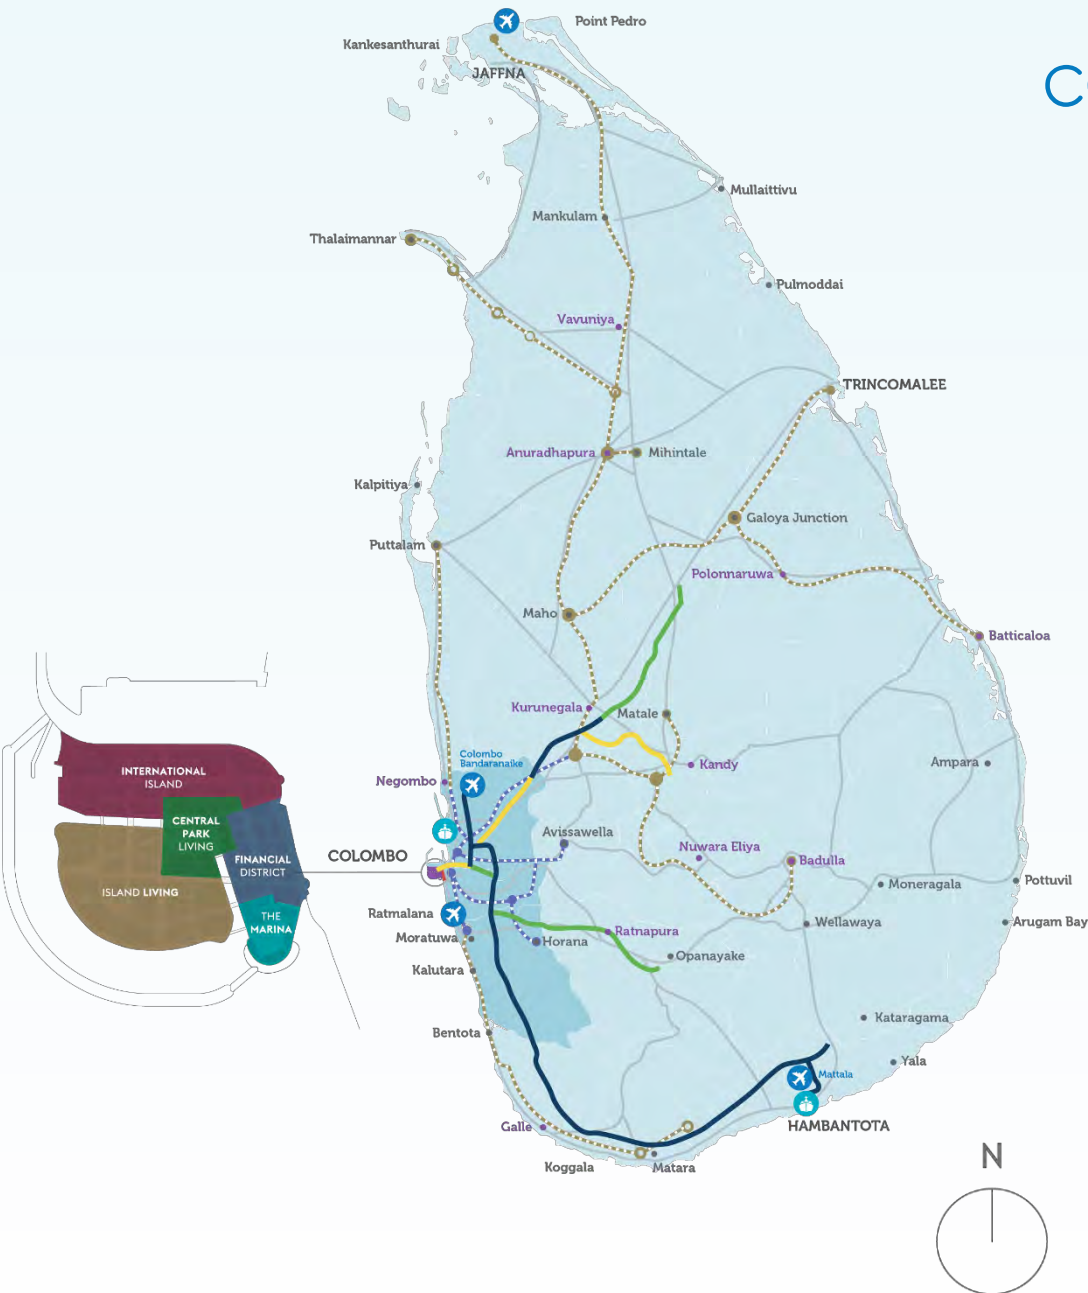 Point Pedro
Kankesanthurai
JAFFNA
Mullaittivu
Mankulam
Thalaimannar
Pulmoddai
Vavuniya
TRINCOMALEE
Anuradhapura
Mihintale
Kalpitiya
Galoya Junction
Puttalam
Polonnaruwa
Maho
Batticaloa
Kurunegala
Matale
Colombo
Bandaranaike
Kandy
Ampara
Negombo
INTERNATIONAL
ISLAND
CENTRAL
PARK
LIVING
FINANCIAL
DISTRICT
ISLAND LIVING
THE
MARINA
COLOMBO
Avissawella
Nuwara Eliya
Badulla
Moneragala
Pottuvil
Ratmalana
Wellawaya
Arugam Bay
Moratuwa
Horana
Ratnapura
Opanayake
Kalutara
Kataragama
Bentota
Yala
Mattala
HAMBANTOTA
Galle
Koggala
Matara
N